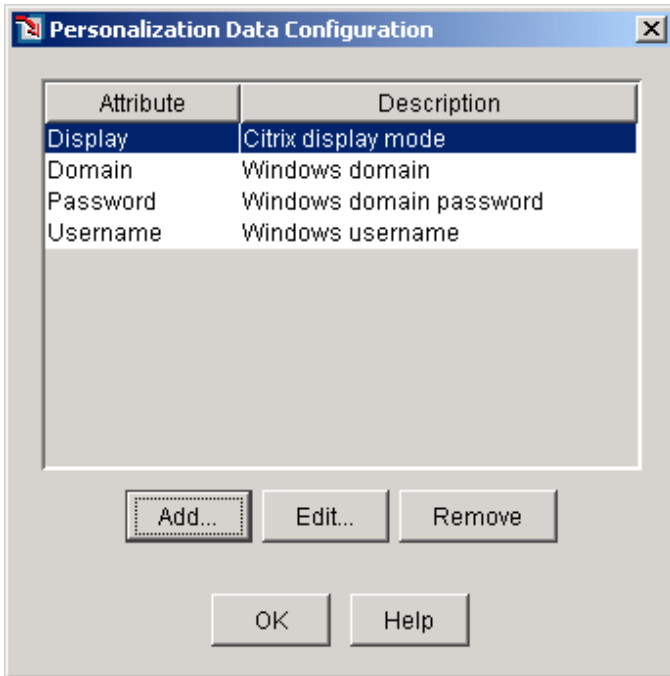 Personalization Data Configuration
Attribute Description
Display Citrix display mode
Domain Windows domain
Password Windows domain password
Username Windows username
Add... Edit... Remove
OK Help